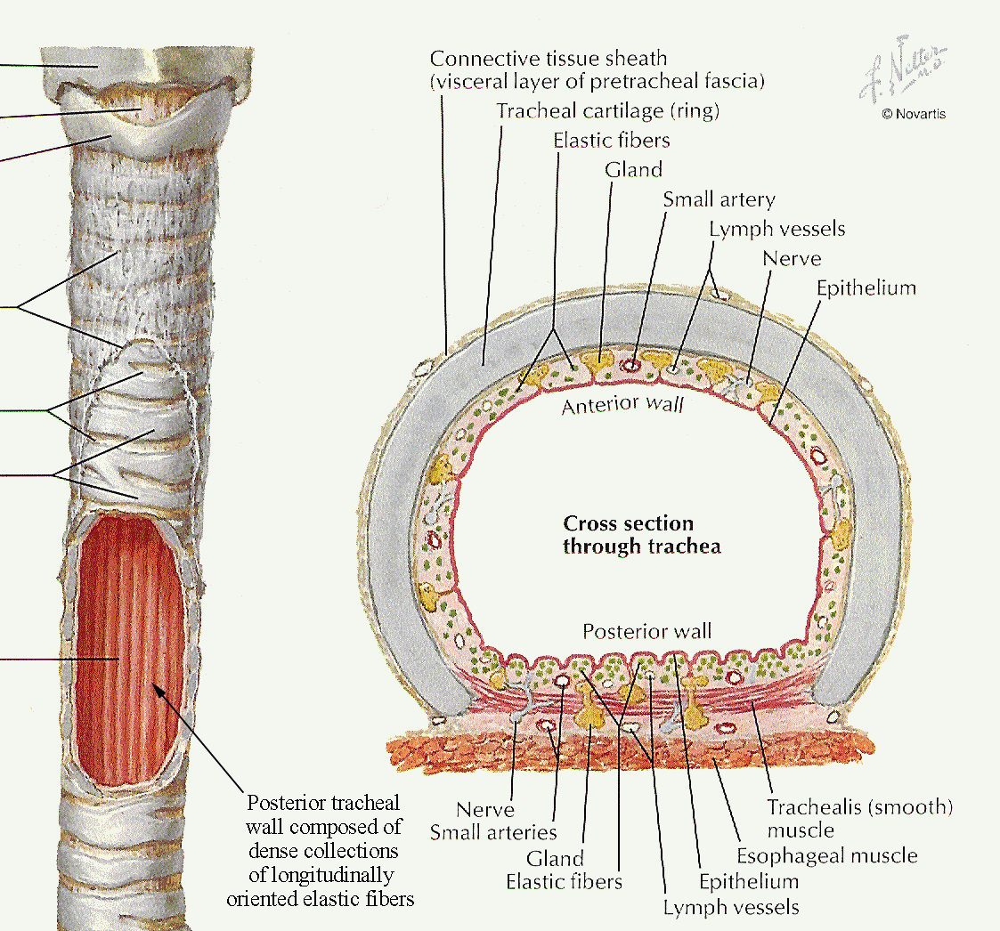 Connective tissue sheath
(visceral layer of pretracheal fascia)
Tracheal cartilage (ring)
Elastic fibers
Gland
Small artery
Lymph vessels
Nerve
Epithelium
F. Netter
M.D.
© Novartis
Anterior wall
Cross section
through trachea
Posterior wall
Posterior tracheal
wall composed of
dense collections
of longitudinally
oriented elastic fibers
Nerve
Small arteries
Gland
Elastic fibers
Trachealis (smooth)
muscle
Esophageal muscle
Epithelium
Lymph vessels